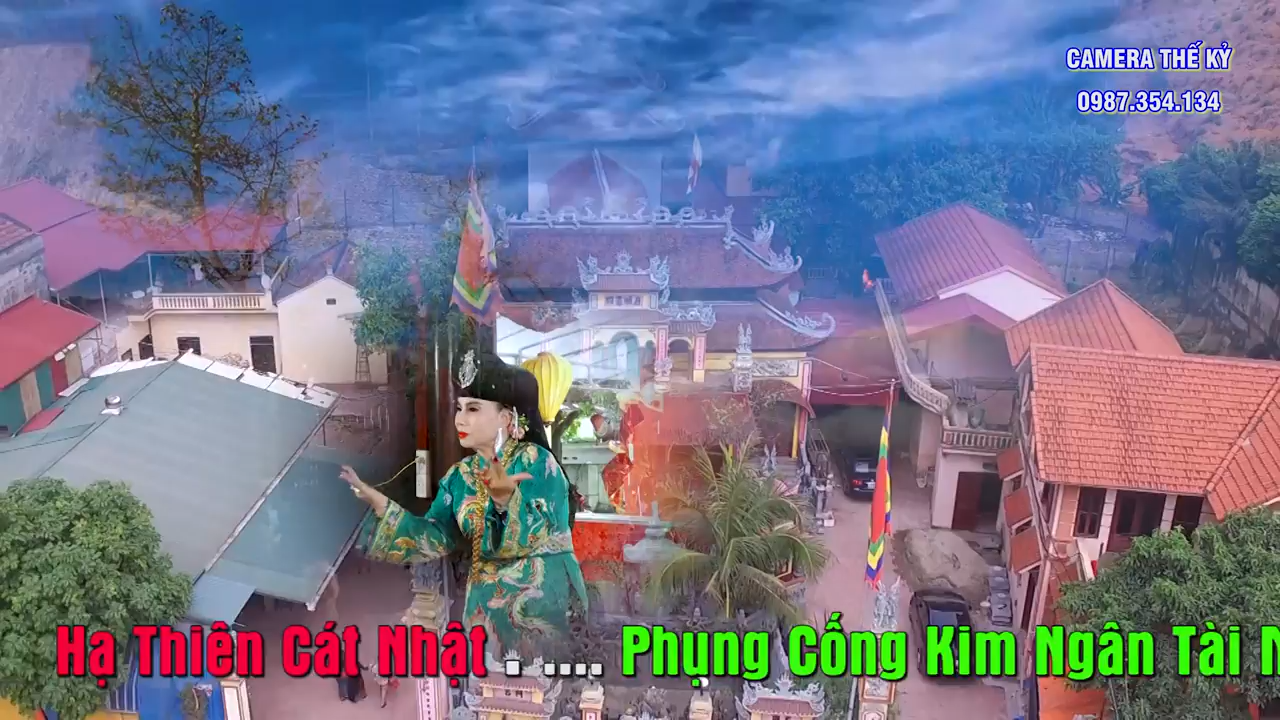 CAMERA THẾ KỶ
0987.354.134
Hạ Thiên Cát Nhật . .... Phụng Cống Kim Ngân Tài